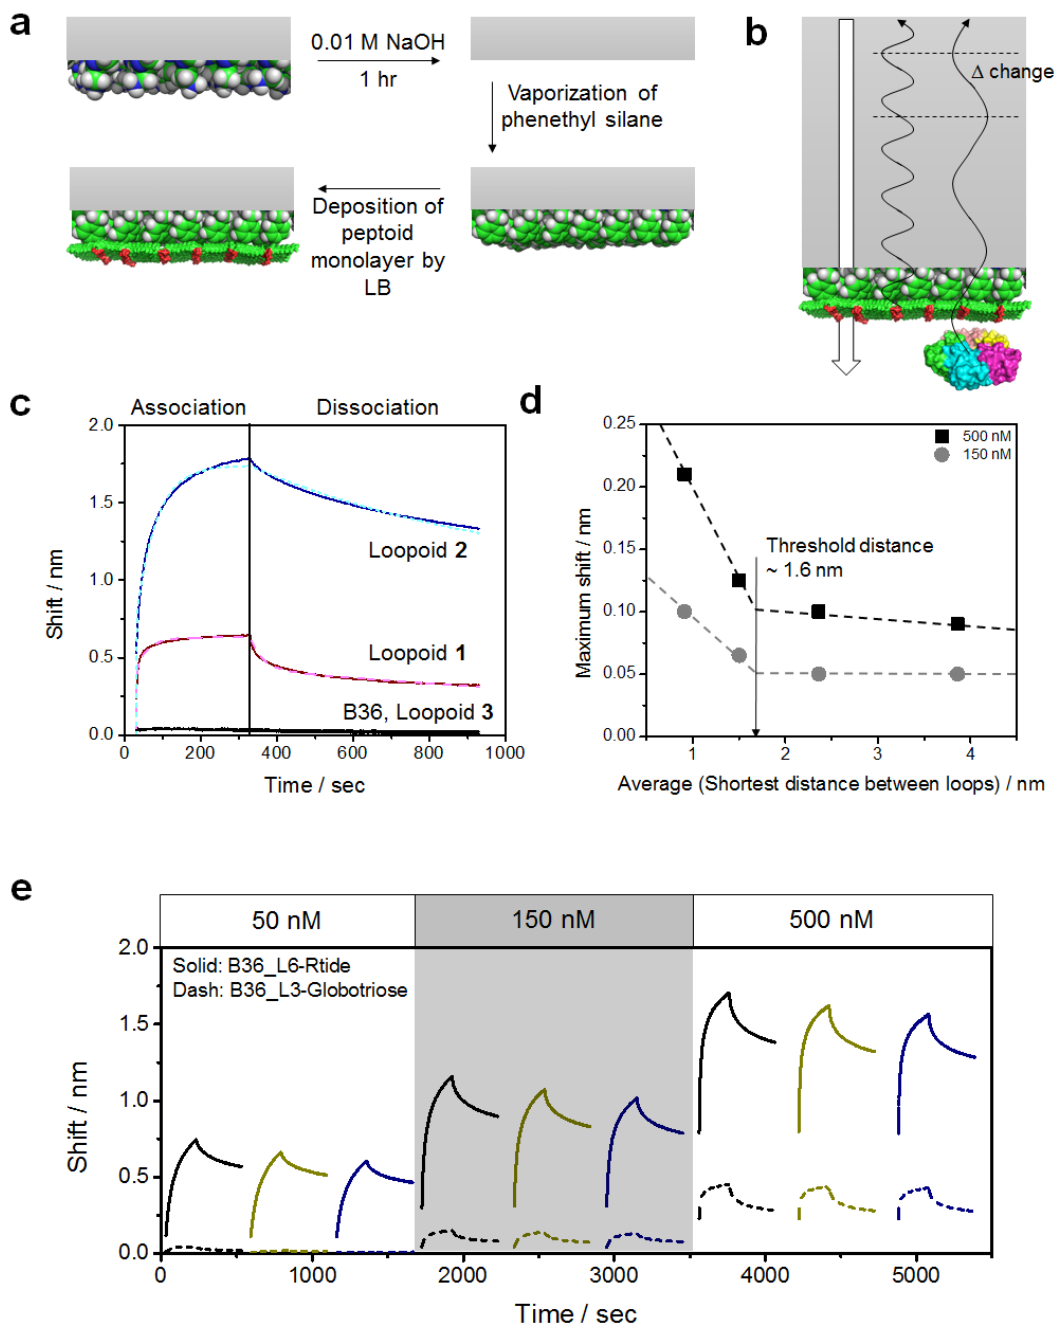 a
0.01 M NaOH
1 hr
Vaporization of
phenethyl silane
Deposition of
peptoid
monolayer by
LB
b
Δ change
c
Association
Dissociation
2.0
1.5
1.0
0.5
0.0
Shift / nm
Loopoid 2
Loopoid 1
B36, Loopoid 3
0
200
400
600
800
1000
Time / sec
d
0.25
0.20
0.15
0.10
0.05
0.00
Maximum shift / nm
500 nM
150 nM
Threshold distance
~ 1.6 nm
1
2
3
4
Average (Shortest distance between loops) / nm
e
50 nM
150 nM
500 nM
Solid: B36_L6-Rtide
Dash: B36_L3-Globotriose
2.0
1.5
1.0
0.5
0.0
Shift / nm
0
1000
2000
3000
4000
5000
Time / sec